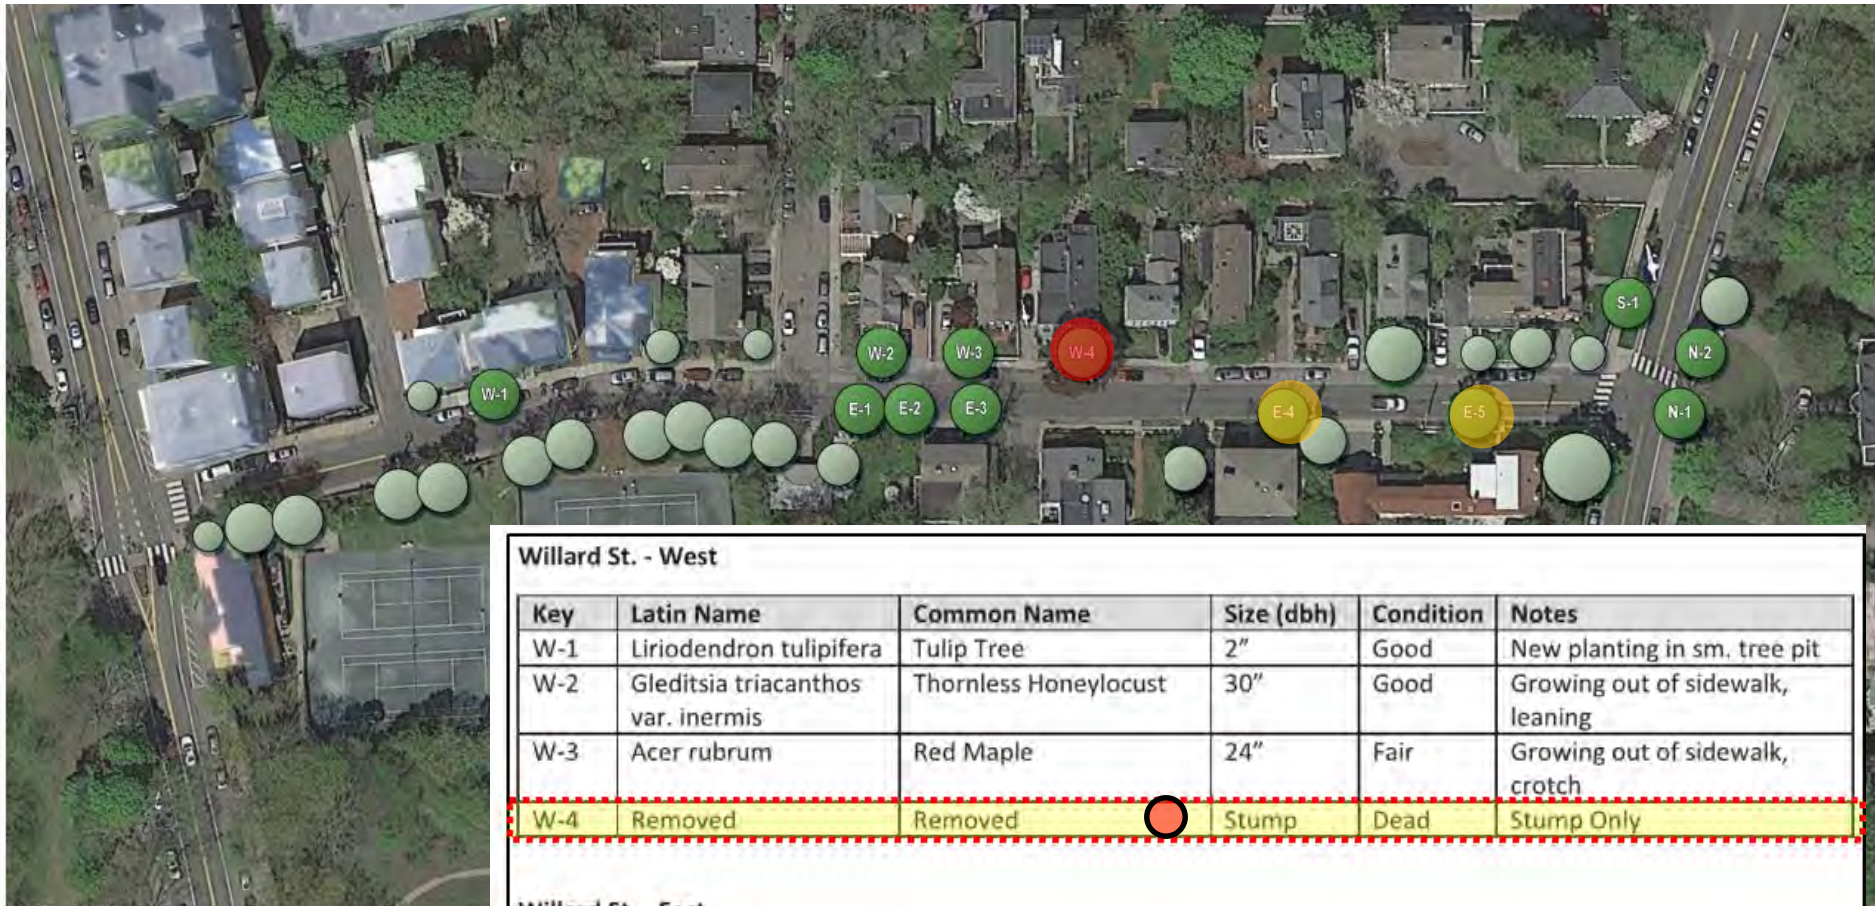 S-1
W-2
W-3
W-4
N-2
W-1
E-1
E-2
E-3
E-4
E-5
N-1
Willard St. - West
Key Latin Name Common Name Size (dbh) Condition Notes
W-1 Liriodendron tulipifera Tulip Tree 2" Good New planting in sm. tree pit
W-2 Gleditsia triacanthos Thornless Honeylocust 30" Good Growing out of sidewalk,
var. inermis leaning
W-3 Acer rubrum Red Maple 24" Fair Growing out of sidewalk,
crotch
W-4 Removed Removed Stump Dead Stump Only
Willard St. - East